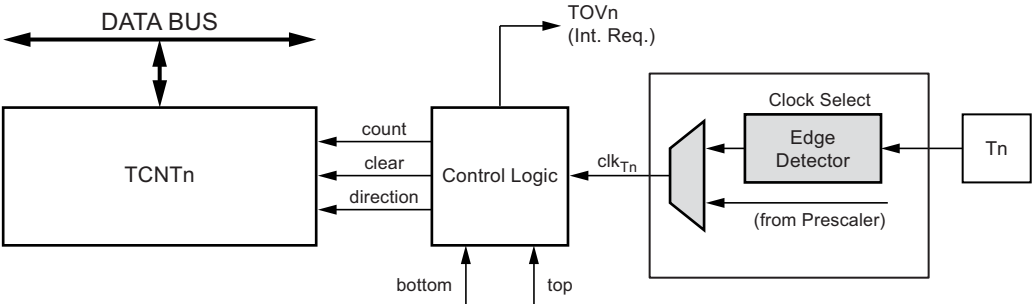 DATA BUS
TOVn
(Int. Req.)
Clock Select
TCNTn
count
clear
direction
Control Logic
clkTn
Edge
Detector
Tn
(from Prescaler)
bottom
top